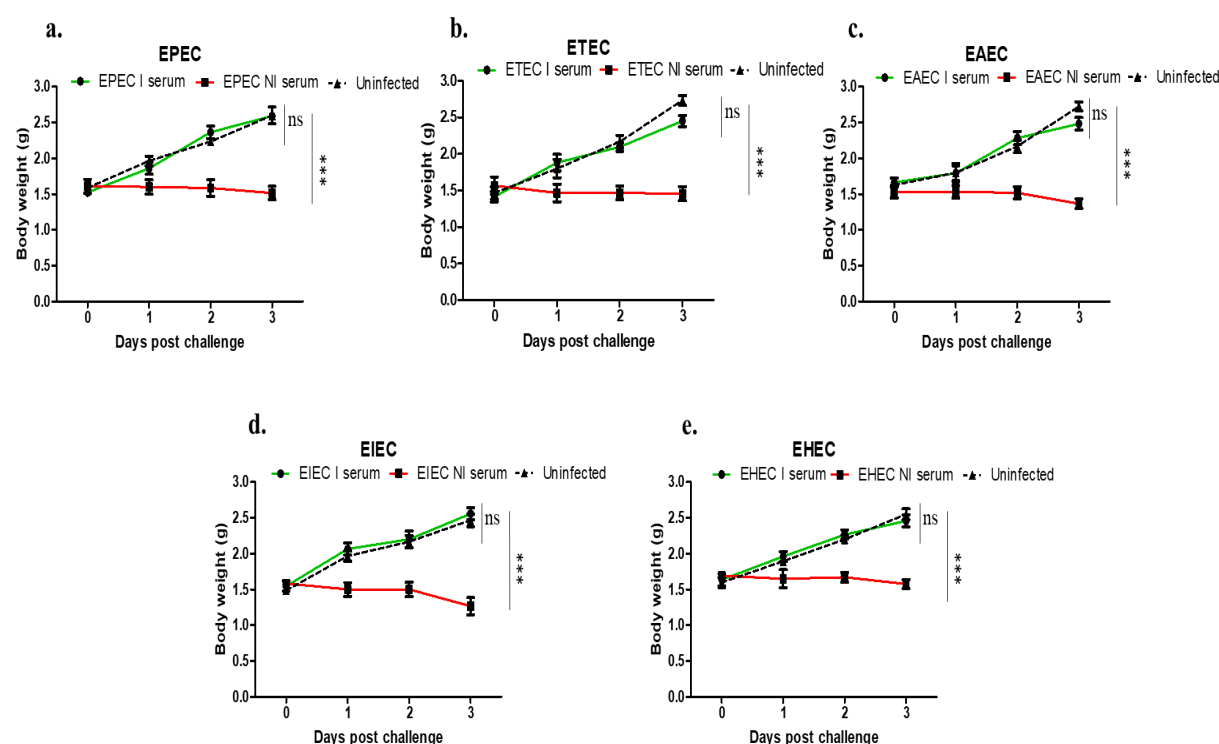 a.
EPEC
EPEC I serum EPEC NI serum Uninfected
3.0
2.5
2.0
1.5
1.0
0.5
0.0
Body weight (g)
0 1 2 3
Days post challenge
ns
***
b.
ETEC
ETEC I serum ETEC NI serum Uninfected
3.0
2.5
2.0
1.5
1.0
0.5
0.0
Body weight (g)
0 1 2 3
Days post challenge
ns
***
c.
EAEC
EAEC I serum EAEC NI serum Uninfected
3.0
2.5
2.0
1.5
1.0
0.5
0.0
Body weight (g)
0 1 2 3
Days post challenge
ns
***
d.
EIEC
EIEC I serum EIEC NI serum Uninfected
3.0
2.5
2.0
1.5
1.0
0.5
0.0
Body weight (g)
0 1 2 3
Days post challenge
ns
***
e.
EHEC
EHEC I serum EHEC NI serum Uninfected
3.0
2.5
2.0
1.5
1.0
0.5
0.0
Body weight (g)
0 1 2 3
Days post challenge
ns
***